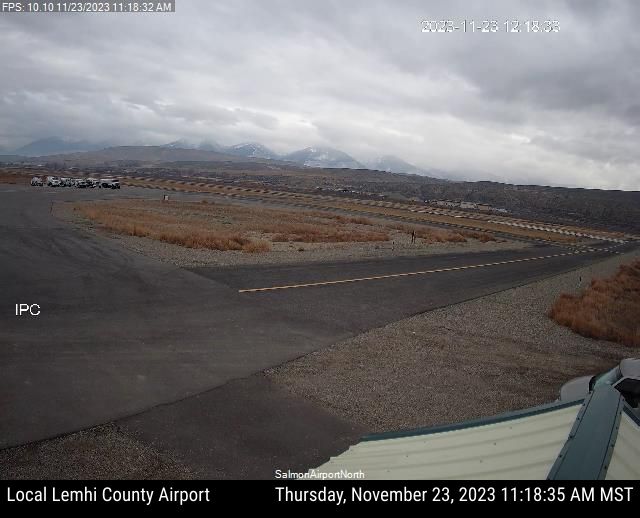 FPS: 10.10 11/23/2023 11:18:32 AM
2023-11-23 12:18:33
IPC
SalmonAirportNorth
Local Lemhi County Airport Thursday, November 23, 2023 11:18:35 AM MST